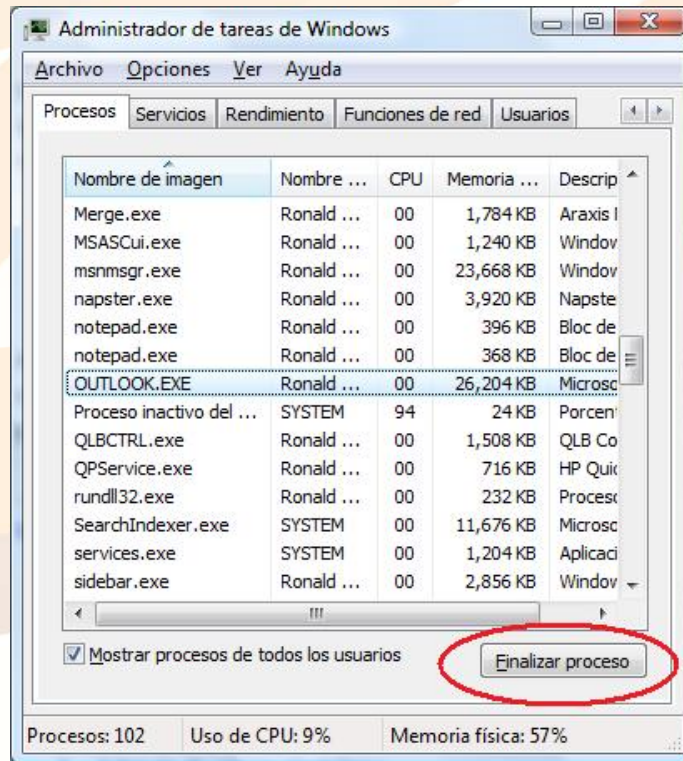 Administrador de tareas de Windows
Archivo Opciones Ver Ayuda
Procesos Servicios Rendimiento Funciones de red Usuarios
Nombre de imagen Nombre ... CPU Memoria ... Descrip
Merge.exe Ronald ... 00 1,784 KB Araxis
MSASCui.exe Ronald ... 00 1,240 KB Window
msnmsgr.exe Ronald ... 00 23,668 KB Window
napster.exe Ronald ... 00 3,920 KB Napste
notepad.exe Ronald ... 00 396 KB Bloc de
notepad.exe Ronald ... 00 368 KB Bloc de
OUTLOOK.EXE Ronald ... 00 26,204 KB Microso
Proceso inactivo del ... SYSTEM 94 24 KB Porcent
QLBCTRL.exe Ronald ... 00 1,508 KB QLB Co
QPService.exe Ronald ... 00 716 KB HP Quic
rundll32.exe Ronald ... 00 232 KB Proceso
SearchIndexer.exe SYSTEM 00 11,676 KB Microso
services.exe SYSTEM 00 1,204 KB Aplicaci
sidebar.exe Ronald ... 00 2,856 KB Window
Mostrar procesos de todos los usuarios Finalizar proceso
Procesos: 102 Uso de CPU: 9% Memoria física: 57%